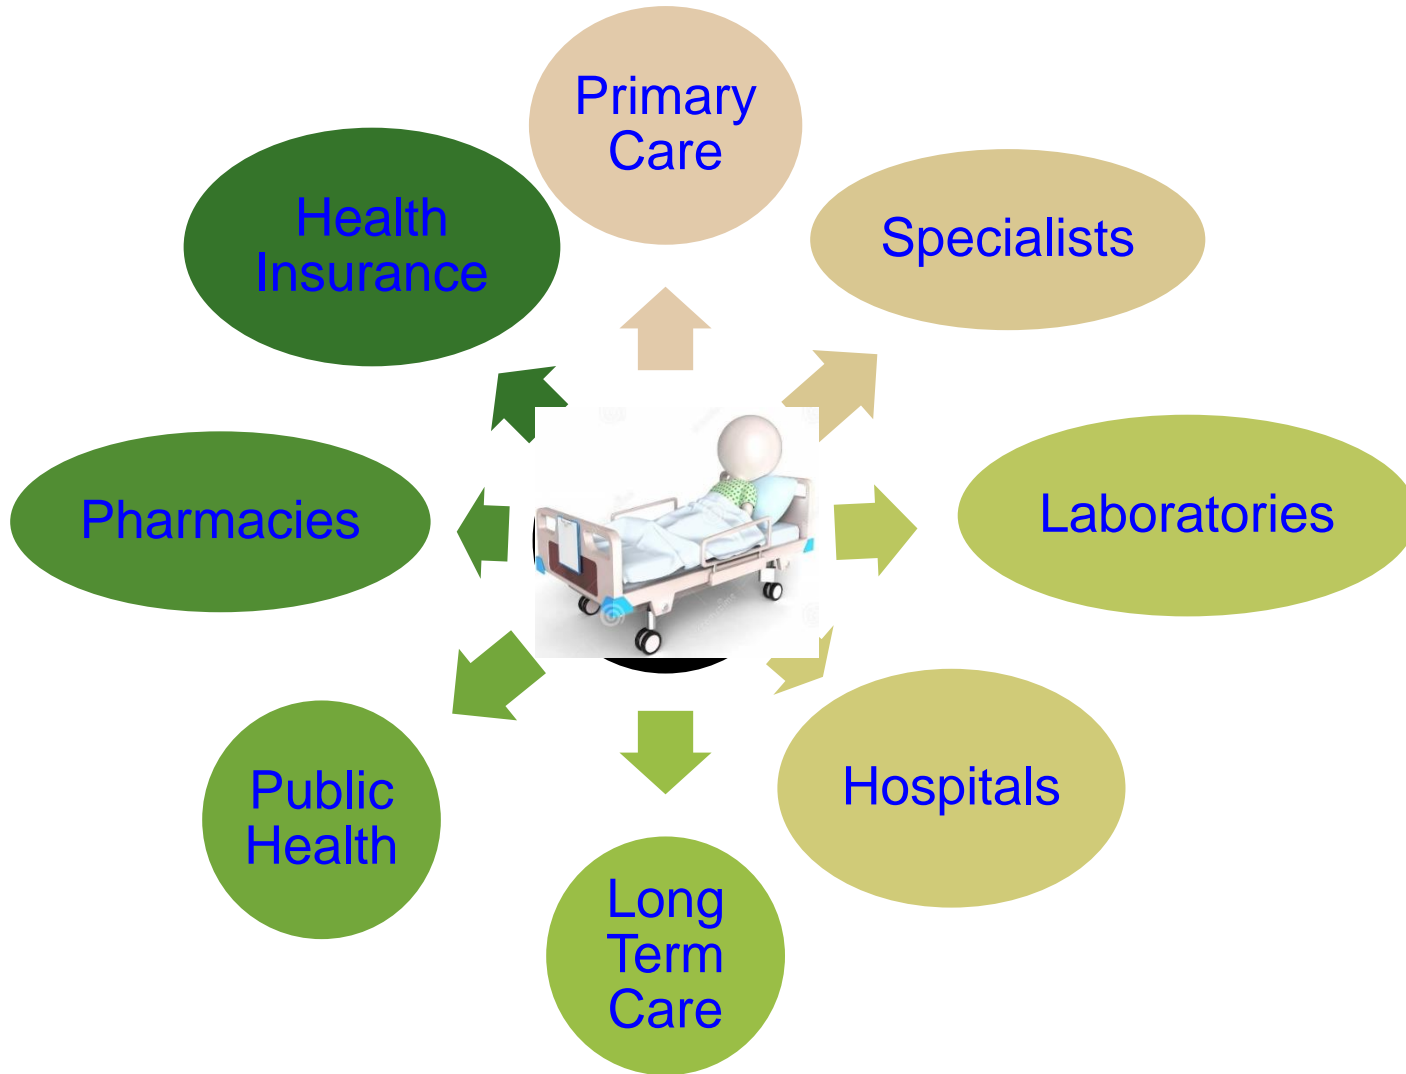 Primary
Care
Specialists
Laboratories
Hospitals
Long
Term
Care
Public
Health
Pharmacies
Health
Insurance